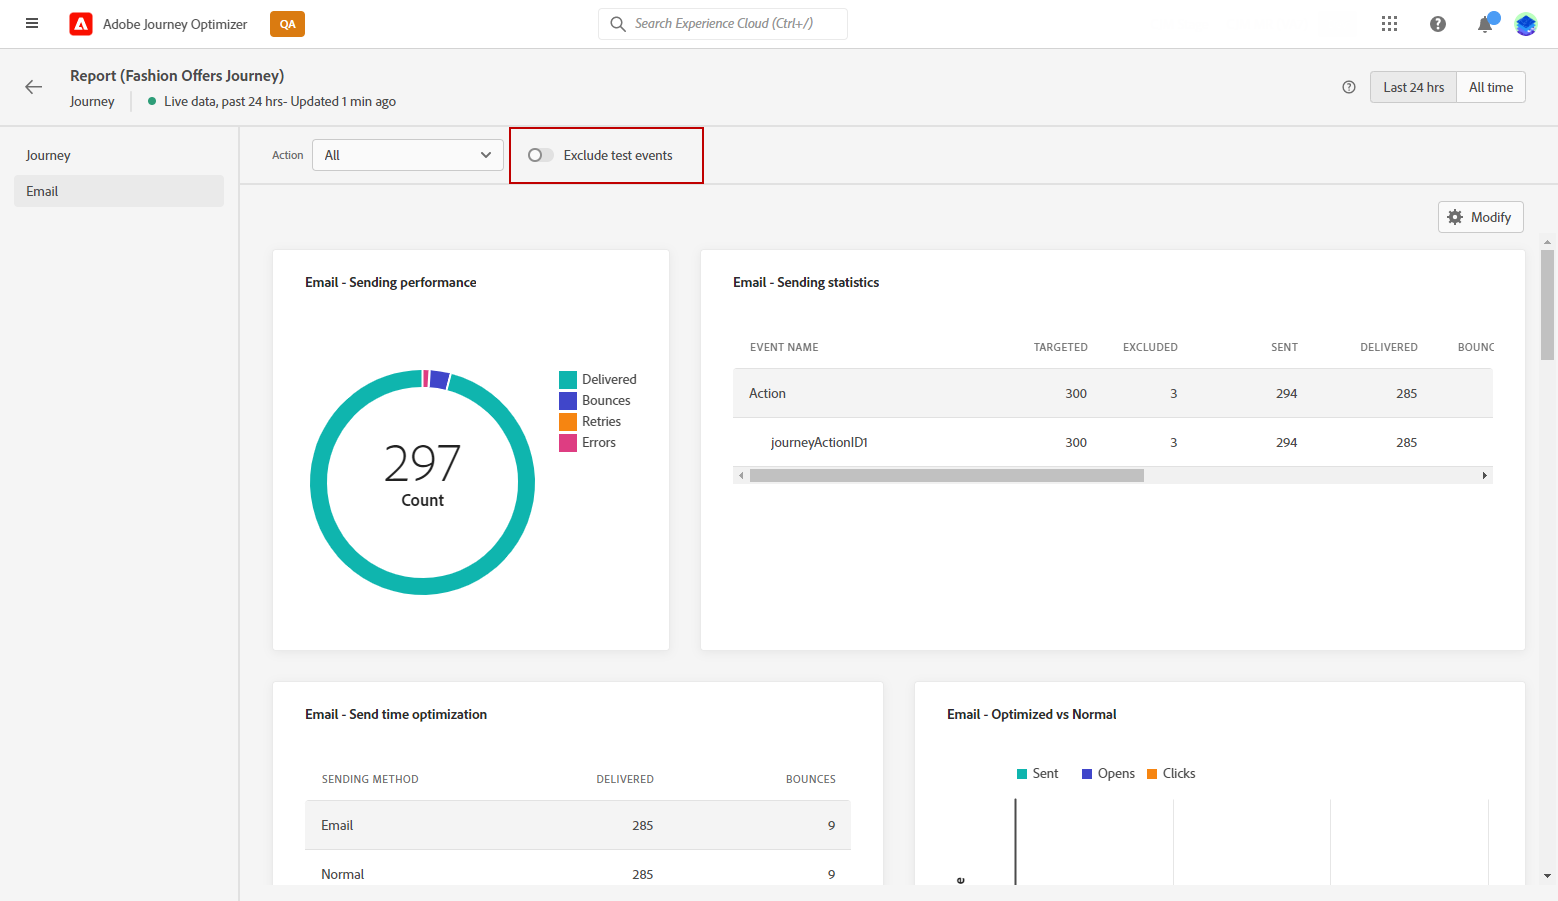 Adobe Journey Optimizer QA Search Experience Cloud (Ctrl+/)
Report (Fashion Offers Journey)
Journey Live data, past 24 hrs- Updated 1 min ago
Last 24 hrs All time
Journey
Email
Action All Exclude test events
Modify
Email - Sending performance
297
Count
Delivered
Bounces
Retries
Errors
Email - Sending statistics
EVENT NAME TARGETED EXCLUDED SENT DELIVERED BOUNC
Action 300 3 294 285
journeyActionID1 300 3 294 285
Email - Send time optimization
SENDING METHOD DELIVERED BOUNCES
Email 285 9
Normal 285 9
Email - Optimized vs Normal
Sent Opens Clicks
e